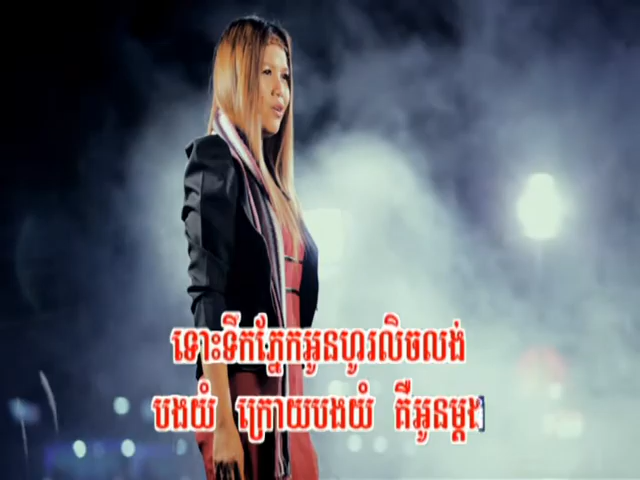 ទោះទឹកភ្នែកអូនហូរលិចលង់
បងយំ ក្រោយបងយំ គឺអូនម្ដង